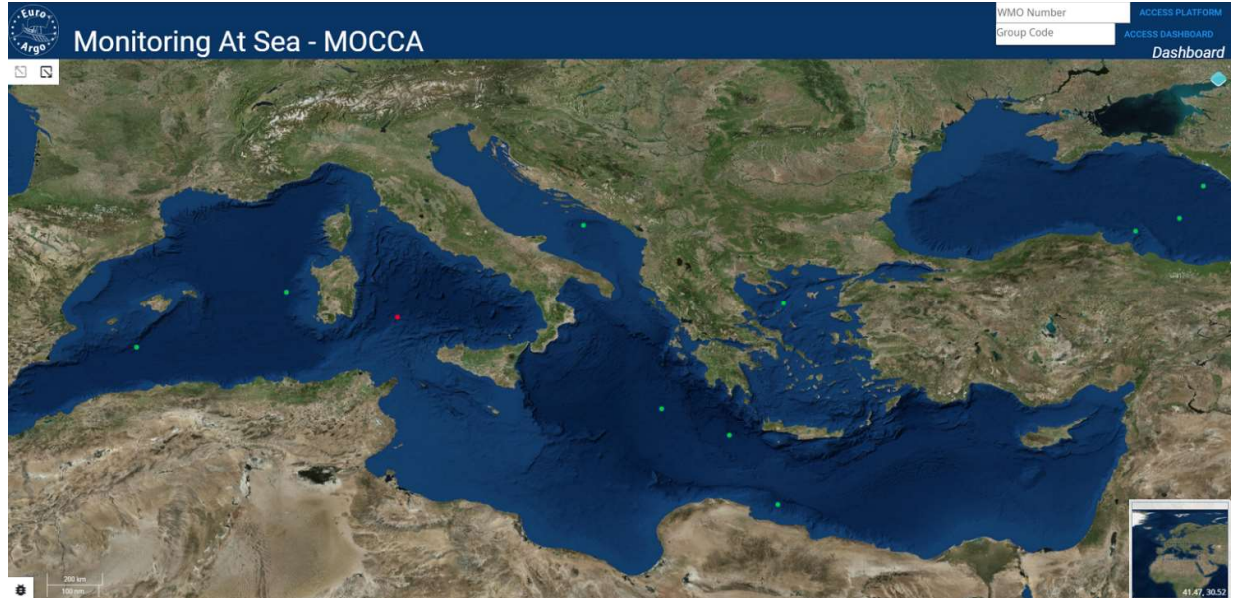 Euro
Argo
Monitoring At Sea - MOCCA
WMO Number
ACCESS PLATFORM
Group Code
ACCESS DASHBOARD
Dashboard
200 km
100 nm
41.47, 30.52